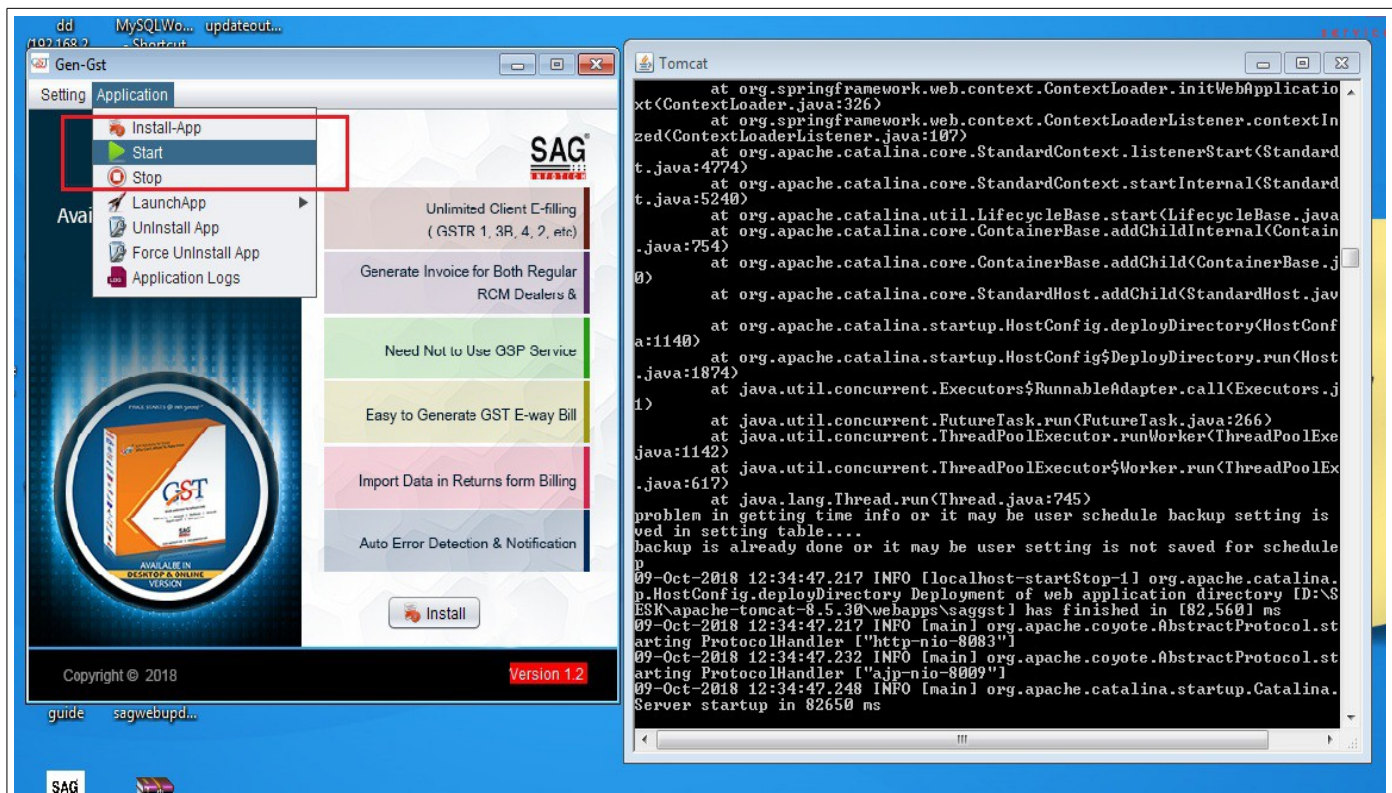 dd MySQLWo... updateout...
(192.168.2... - Shortcut
Gen-Gst
Setting Application
Install-App
Start
Stop
LaunchApp
UnInstall App
Force UnInstall App
Application Logs
Avai
SAG
INFOTECH
Unlimited Client E-filling
( GSTR 1, 3B, 4, 2, etc)
Generate Invoice for Both Regular
RCM Dealers &
Need Not to Use GSP Service
Easy to Generate GST E-way Bill
Import Data in Returns form Billing
Auto Error Detection & Notification
GST
SAG
AVAILALBE IN
DESKTOP & ONLINE
VERSION
Install
Copyright © 2018
Version 1.2
guide sagwebupd...
SAG
Tomcat
at org.springframework.web.context.ContextLoader.initWebApplicatio
xt(ContextLoader.java:326)
at org.springframework.web.context.ContextLoaderListener.contextIn
zed(ContextLoaderListener.java:107)
at org.apache.catalina.core.StandardContext.listenerStart(Standard
t.java:4774)
at org.apache.catalina.core.StandardContext.startInternal(Standard
t.java:5240)
at org.apache.catalina.util.LifecycleBase.start(LifecycleBase.java
at org.apache.catalina.core.ContainerBase.addChildInternal(Contain
.java:754)
at org.apache.catalina.core.ContainerBase.addChild(ContainerBase.j
0)
at org.apache.catalina.core.StandardHost.addChild(StandardHost.jav
at org.apache.catalina.startup.HostConfig.deployDirectory(HostConf
a:1140)
at org.apache.catalina.startup.HostConfig$DeployDirectory.run(Host
.java:1874)
at java.util.concurrent.Executors$RunnableAdapter.call(Executors.j
1)
at java.util.concurrent.FutureTask.run(FutureTask.java:266)
at java.util.concurrent.ThreadPoolExecutor.runWorker(ThreadPoolExe
java:1142)
at java.util.concurrent.ThreadPoolExecutor$Worker.run(ThreadPoolEx
.java:617)
at java.lang.Thread.run(Thread.java:745)
problem in getting time info or it may be user schedule backup setting is
ved in setting table....
backup is already done or it may be user setting is not saved for schedule
p
09-Oct-2018 12:34:47.217 INFO [localhost-startStop-1] org.apache.catalina.
p.HostConfig.deployDirectory Deployment of web application directory [D:\S
ESK\apache-tomcat-8.5.30\webapps\saggst] has finished in [82,560] ms
09-Oct-2018 12:34:47.217 INFO [main] org.apache.coyote.AbstractProtocol.st
arting ProtocolHandler ["http-nio-8083"]
09-Oct-2018 12:34:47.232 INFO [main] org.apache.coyote.AbstractProtocol.st
arting ProtocolHandler ["ajp-nio-8009"]
09-Oct-2018 12:34:47.248 INFO [main] org.apache.catalina.startup.Catalina.
Server startup in 82650 ms